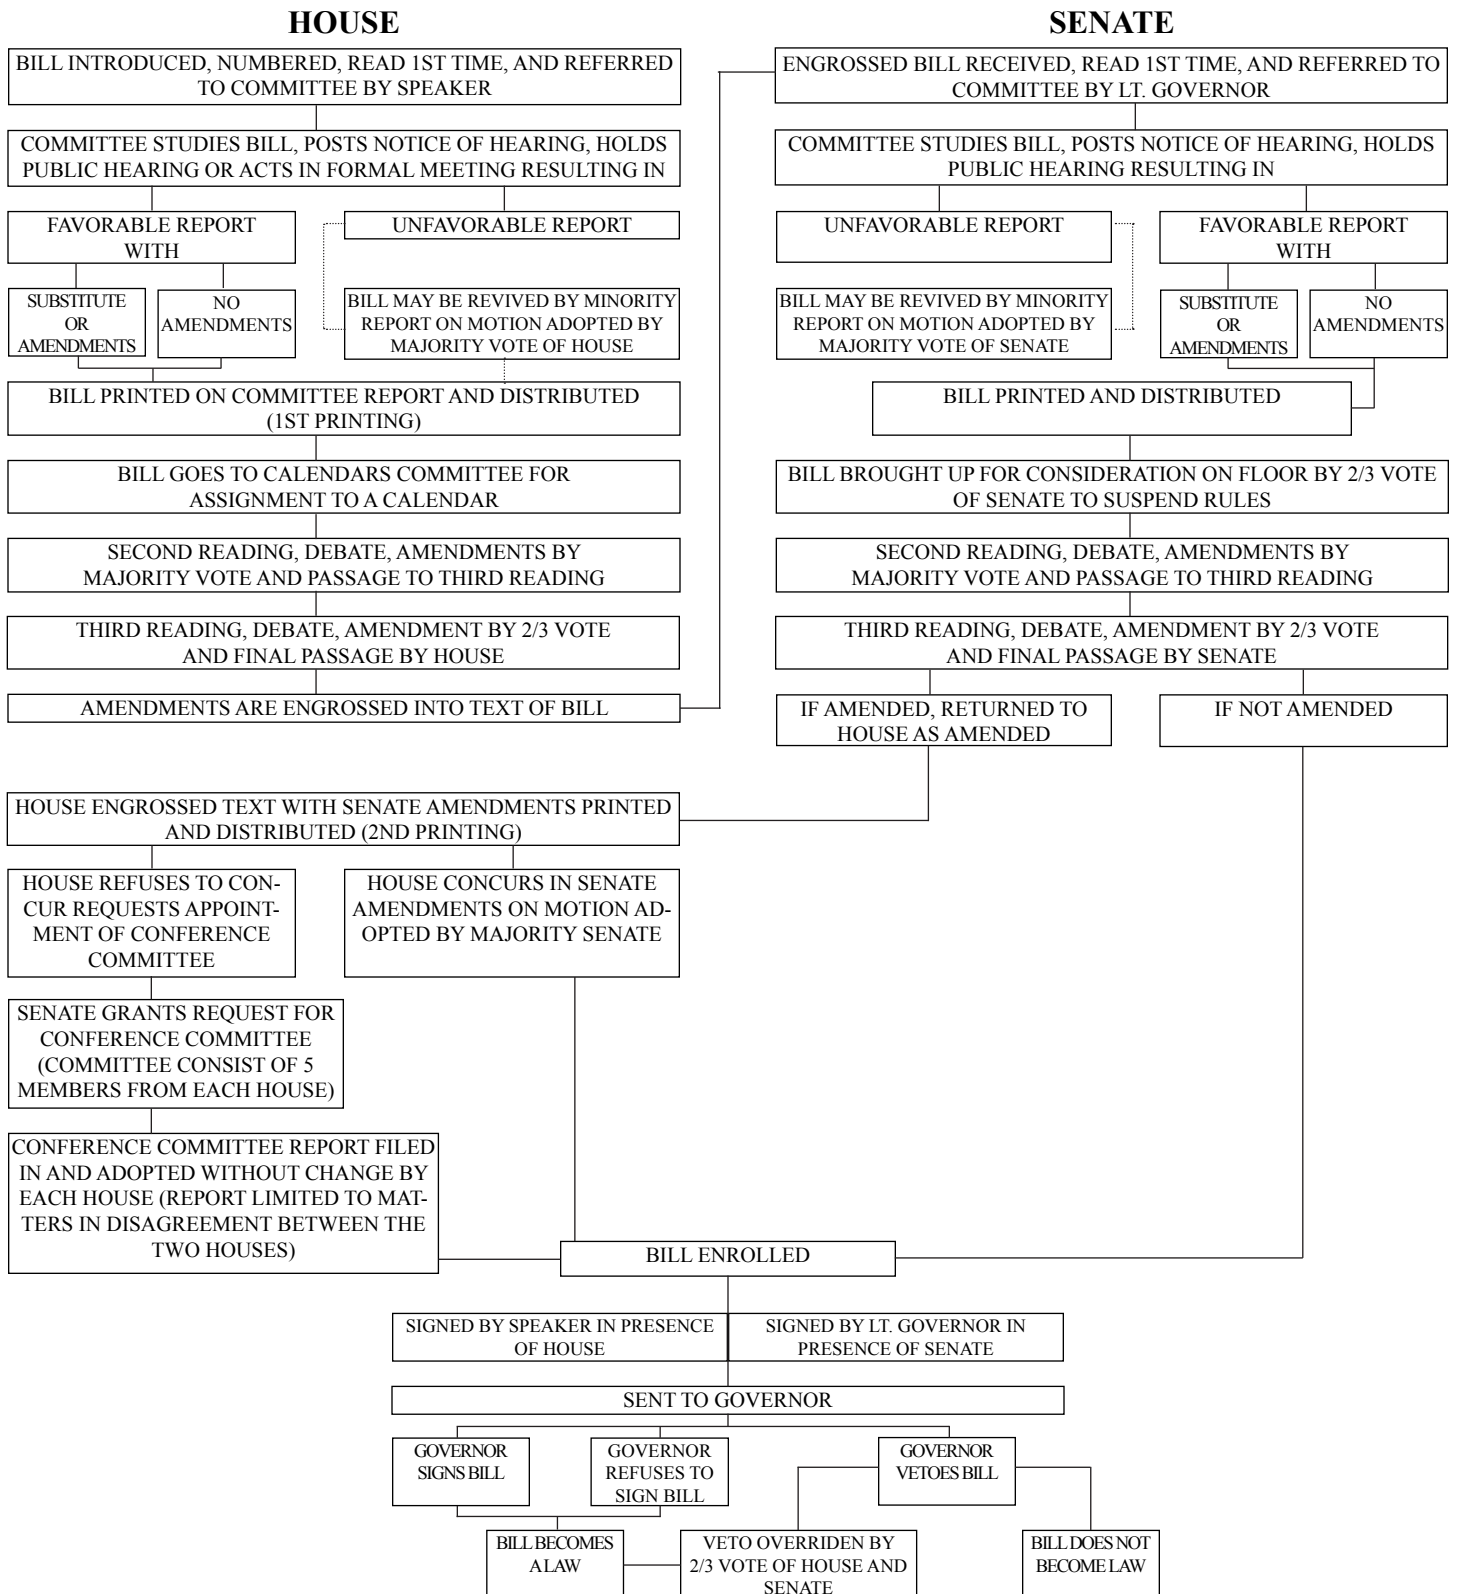 HOUSE
BILL INTRODUCED, NUMBERED, READ 1ST TIME, AND REFERRED
TO COMMITTEE BY SPEAKER
COMMITTEE STUDIES BILL, POSTS NOTICE OF HEARING, HOLDS
PUBLIC HEARING OR ACTS IN FORMAL MEETING RESULTING IN
FAVORABLE REPORT
WITH
UNFAVORABLE REPORT
SUBSTITUTE
OR
AMENDMENTS
NO
AMENDMENTS
BILL MAY BE REVIVED BY MINORITY
REPORT ON MOTION ADOPTED BY
MAJORITY VOTE OF HOUSE
BILL PRINTED ON COMMITTEE REPORT AND DISTRIBUTED
(1ST PRINTING)
BILL GOES TO CALENDARS COMMITTEE FOR
ASSIGNMENT TO A CALENDAR
SECOND READING, DEBATE, AMENDMENTS BY
MAJORITY VOTE AND PASSAGE TO THIRD READING
THIRD READING, DEBATE, AMENDMENT BY 2/3 VOTE
AND FINAL PASSAGE BY HOUSE
AMENDMENTS ARE ENGROSSED INTO TEXT OF BILL
SENATE
ENGROSSED BILL RECEIVED, READ 1ST TIME, AND REFERRED TO
COMMITTEE BY LT. GOVERNOR
COMMITTEE STUDIES BILL, POSTS NOTICE OF HEARING, HOLDS
PUBLIC HEARING RESULTING IN
UNFAVORABLE REPORT
FAVORABLE REPORT
WITH
BILL MAY BE REVIVED BY MINORITY
REPORT ON MOTION ADOPTED BY
MAJORITY VOTE OF SENATE
SUBSTITUTE
OR
AMENDMENTS
NO
AMENDMENTS
BILL PRINTED AND DISTRIBUTED
BILL BROUGHT UP FOR CONSIDERATION ON FLOOR BY 2/3 VOTE
OF SENATE TO SUSPEND RULES
SECOND READING, DEBATE, AMENDMENTS BY
MAJORITY VOTE AND PASSAGE TO THIRD READING
THIRD READING, DEBATE, AMENDMENT BY 2/3 VOTE
AND FINAL PASSAGE BY SENATE
IF AMENDED, RETURNED TO
HOUSE AS AMENDED
IF NOT AMENDED
HOUSE ENGROSSED TEXT WITH SENATE AMENDMENTS PRINTED
AND DISTRIBUTED (2ND PRINTING)
HOUSE REFUSES TO CON-
CUR REQUESTS APPOINT-
MENT OF CONFERENCE
COMMITTEE
HOUSE CONCURS IN SENATE
AMENDMENTS ON MOTION AD-
OPTED BY MAJORITY SENATE
SENATE GRANTS REQUEST FOR
CONFERENCE COMMITTEE
(COMMITTEE CONSIST OF 5
MEMBERS FROM EACH HOUSE)
CONFERENCE COMMITTEE REPORT FILED
IN AND ADOPTED WITHOUT CHANGE BY
EACH HOUSE (REPORT LIMITED TO MAT-
TERS IN DISAGREEMENT BETWEEN THE
TWO HOUSES)
BILL ENROLLED
SIGNED BY SPEAKER IN PRESENCE
OF HOUSE
SIGNED BY LT. GOVERNOR IN
PRESENCE OF SENATE
SENT TO GOVERNOR
GOVERNOR
SIGNS BILL
GOVERNOR
REFUSES TO
SIGN BILL
GOVERNOR
VETOES BILL
BILL BECOMES
A LAW
VETO OVERRIDEN BY
2/3 VOTE OF HOUSE AND
SENATE
BILL DOES NOT
BECOME LAW